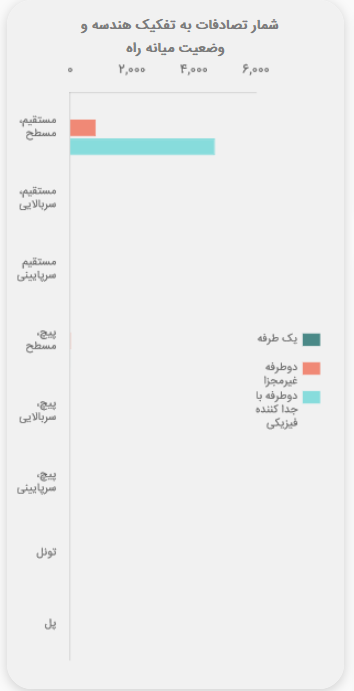 شمار تصادفات به تفکیک هندسه و
وضعیت میانه راه
۰ ۲,۰۰۰ ۴,۰۰۰ ۶,۰۰۰
مستقیم،
مسطح
مستقیم،
سربالایی
مستقیم
سرپایینی
پیچ،
مسطح
پیچ،
سربالایی
پیچ،
سرپایینی
تونل
پل
یک طرفه
دوطرفه
غیرمجزا
دوطرفه با
جدا کننده
فیزیکی